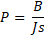 P = B/Js